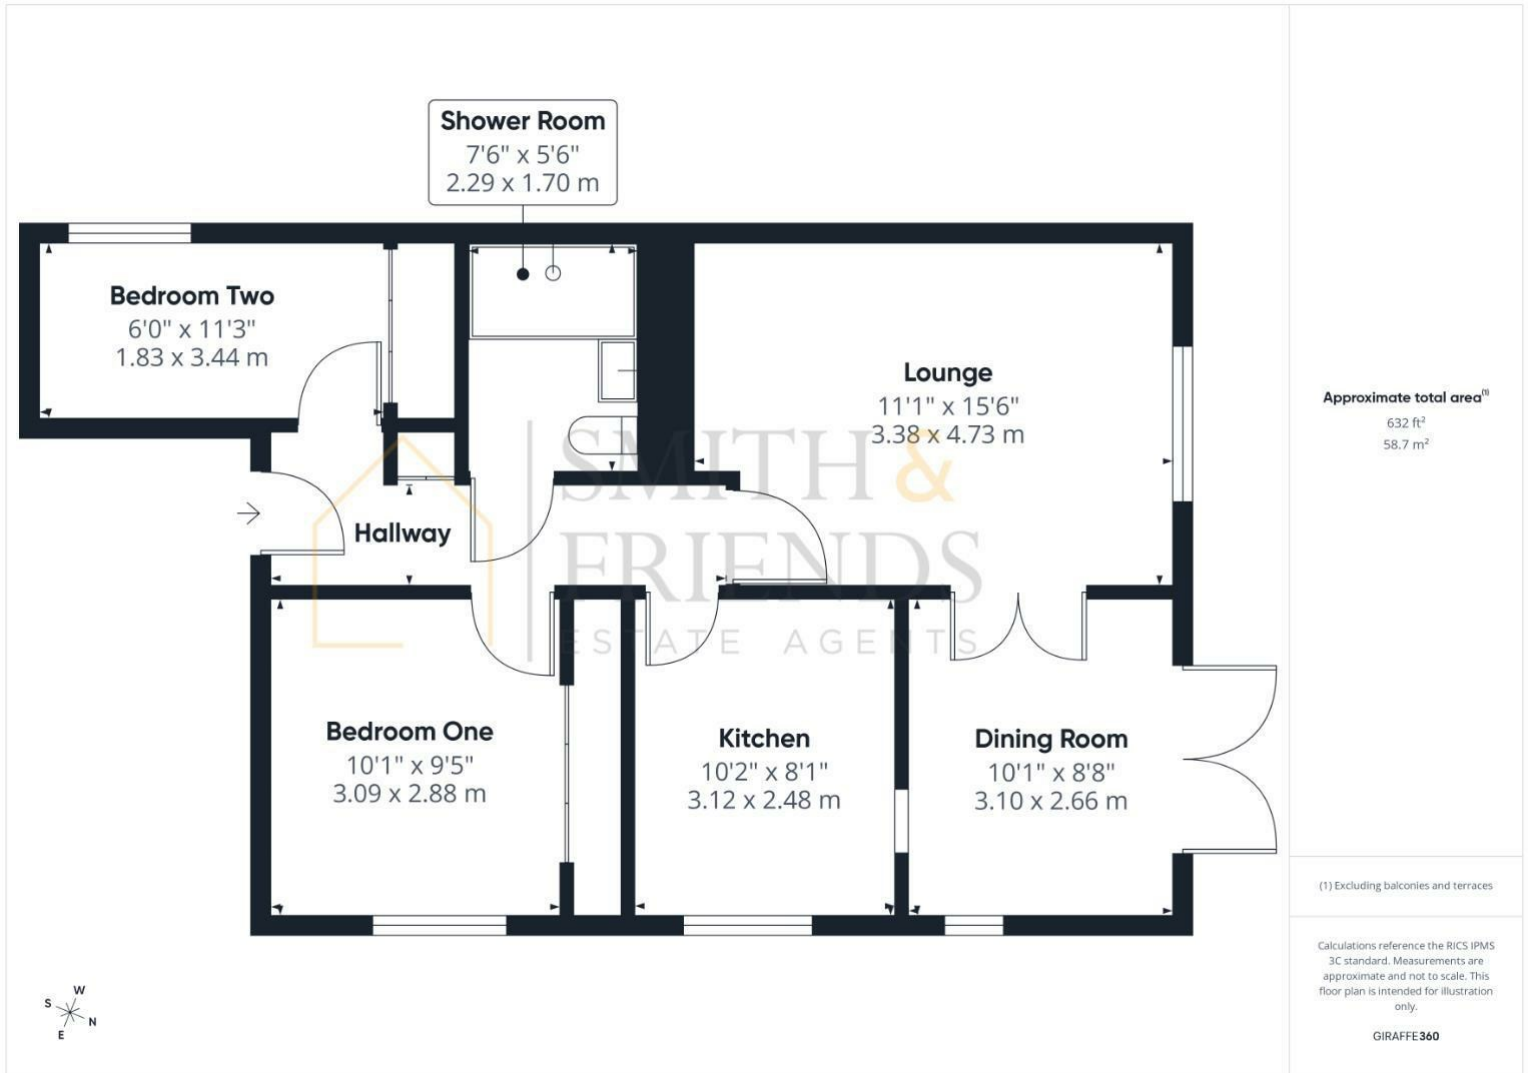 Shower Room
7'6" x 5'6"
2.29 x 1.70 m
Bedroom Two
6'0" x 11'3"
1.83 x 3.44 m
Lounge
11'1" x 15'6"
3.38 x 4.73 m
Hallway
SMITH &
FRIENDS
ESTATE AGENTS
Bedroom One
10'1" x 9'5"
3.09 x 2.88 m
Kitchen
10'2" x 8'1"
3.12 x 2.48 m
Dining Room
10'1" x 8'8"
3.10 x 2.66 m
W
S
N
E
Approximate total area(1)
632 ft²
58.7 m²
(1) Excluding balconies and terraces
Calculations reference the RICS IPMS
3C standard. Measurements are
approximate and not to scale. This
floor plan is intended for illustration
only.
GIRAFFE360